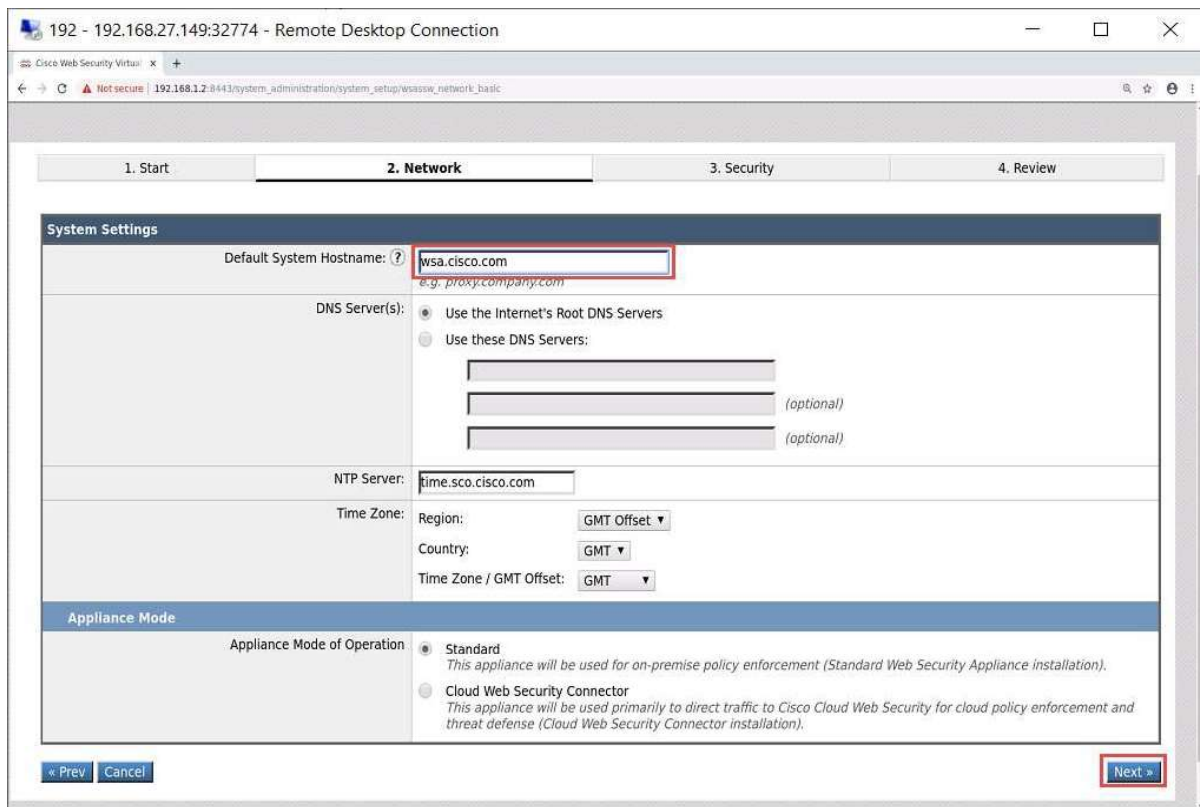 192 - 192.168.27.149:32774 - Remote Desktop Connection
Cisco Web Security Virtual
Not secure | 192.168.1.2:8443/system_administration/system_setup/wsassw_network_basic
1. Start 2. Network 3. Security 4. Review
System Settings
Default System Hostname: ? wsa.cisco.com
e.g. proxy.company.com
DNS Server(s): Use the Internet's Root DNS Servers
Use these DNS Servers:
(optional)
(optional)
NTP Server: time.sco.cisco.com
Time Zone: Region: GMT Offset
Country: GMT
Time Zone / GMT Offset: GMT
Appliance Mode
Appliance Mode of Operation Standard
This appliance will be used for on-premise policy enforcement (Standard Web Security Appliance installation).
Cloud Web Security Connector
This appliance will be used primarily to direct traffic to Cisco Cloud Web Security for cloud policy enforcement and
threat defense (Cloud Web Security Connector installation).
« Prev Cancel Next »